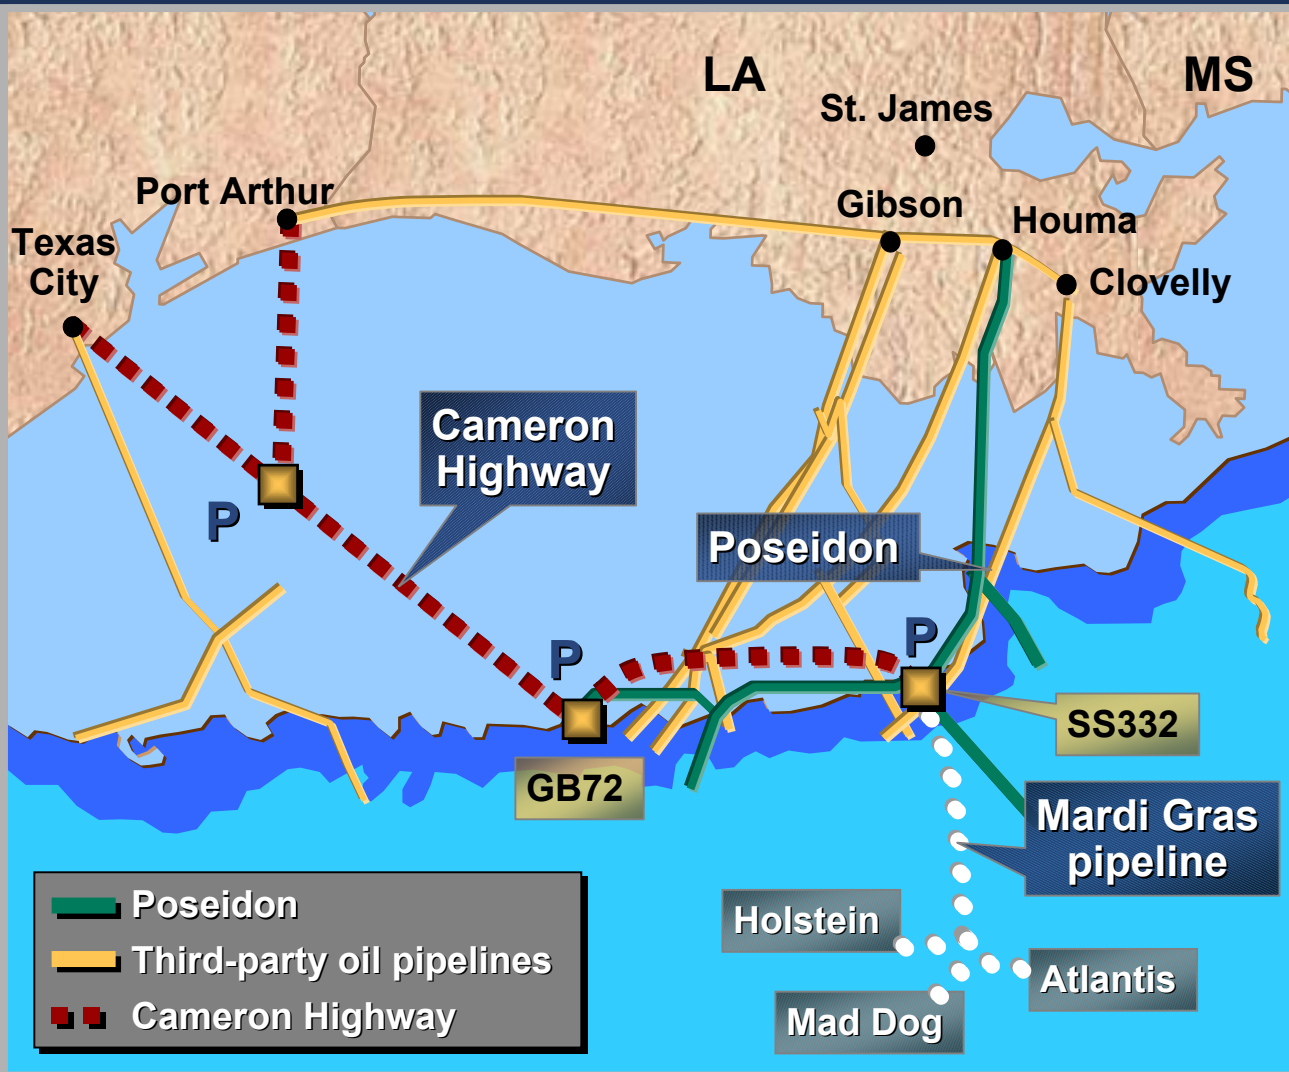 LA
MS
St. James
Port Arthur
Gibson
Houma
Texas
City
Clovelly
Cameron
Highway
P
Poseidon
P
P
SS332
GB72
Mardi Gras
pipeline
Poseidon
Third-party oil pipelines
Cameron Highway
Holstein
Atlantis
Mad Dog